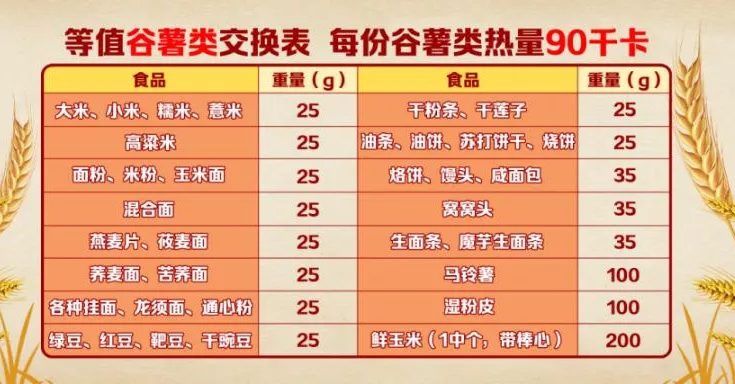 等值谷薯类交换表 每份谷薯类热量90千卡
食品 重量（g） 食品 重量（g）
大米、小米、糯米、薏米 25 干粉条、干莲子 25
高粱米 25 油条、油饼、苏打饼干、烧饼 25
面粉、米粉、玉米面 25 烙饼、馒头、咸面包 35
混合面 25 窝窝头 35
燕麦片、莜麦面 25 生面条、魔芋生面条 35
荞麦面、苦荞面 25 马铃薯 100
各种挂面、龙须面、通心粉 25 湿粉皮 100
绿豆、红豆、靶豆、干豌豆 25 鲜玉米（1中个，带棒心） 200